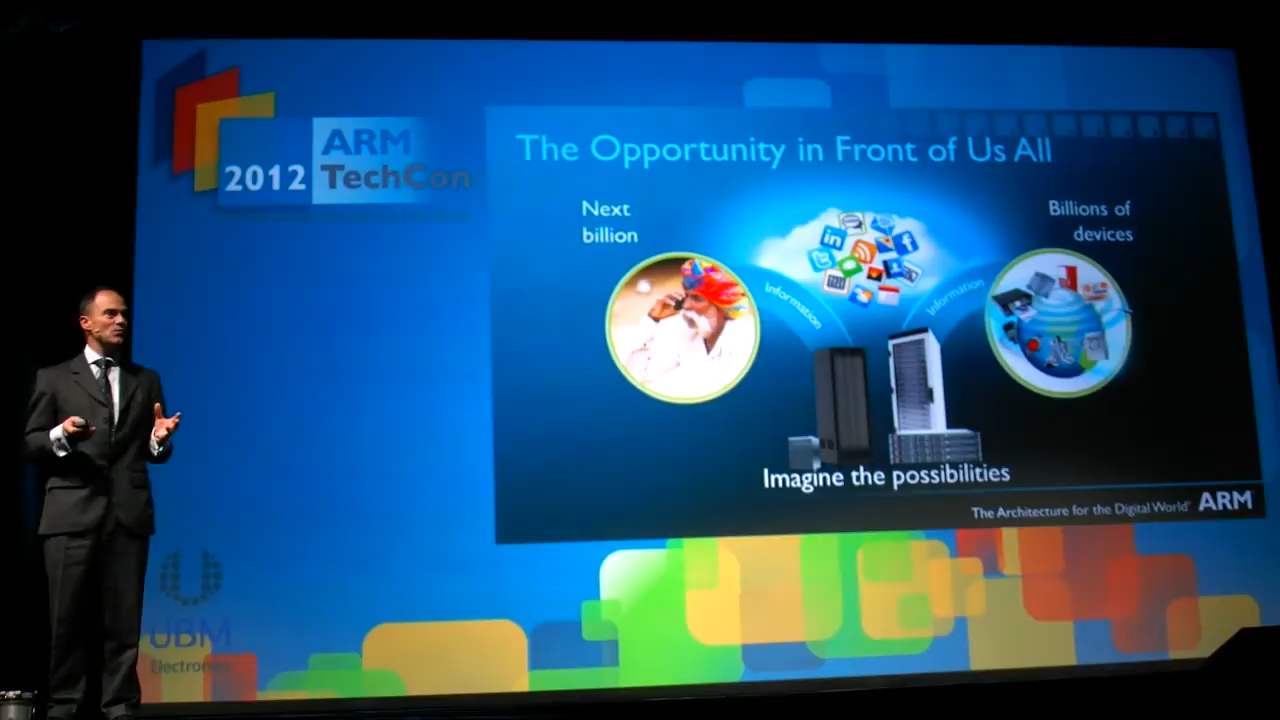 ARM
2012 TechCon
The Opportunity in Front of Us All
Next
billion
Billions of
devices
in
f
Information
Information
Imagine the possibilities
The Architecture for the Digital World® ARM
UBM
Electronics